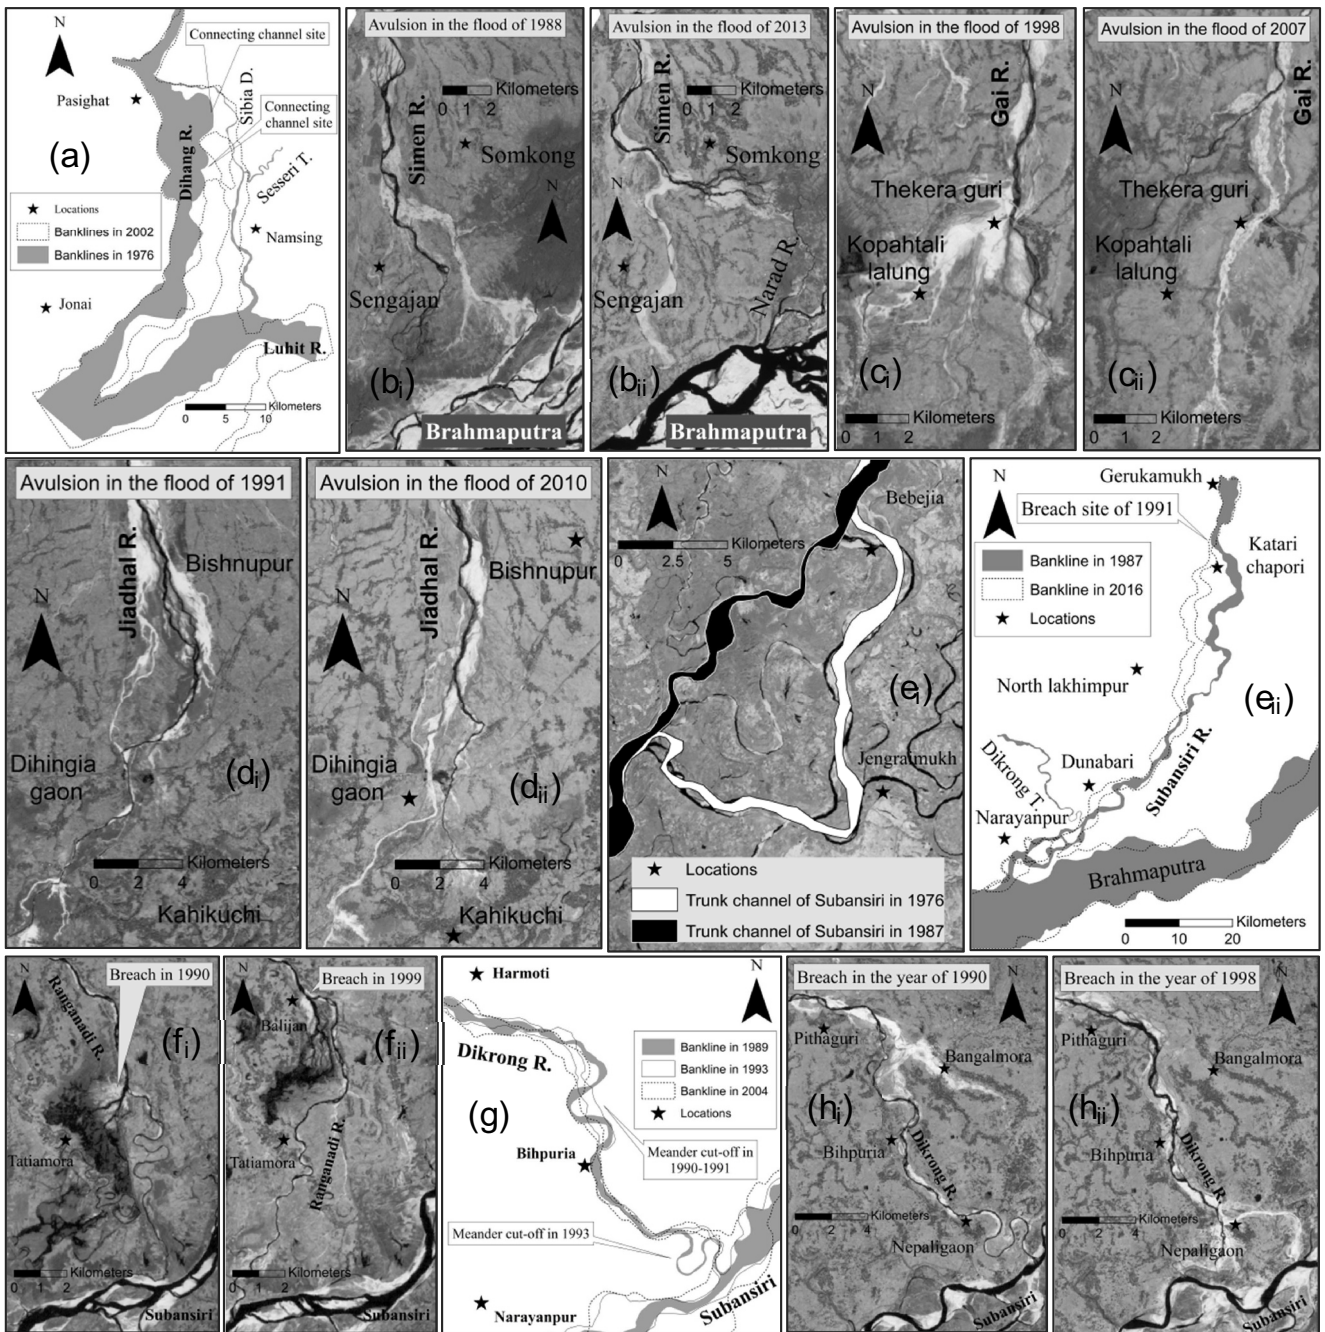 N
Connecting channel site
Pasighat
Sibia D.
Connecting
channel site
(a)
Dihang R.
Sesseri T.
Locations
Banklines in 2002
Banklines in 1976
Namsing
Jonai
Luhit R.
Kilometers
0 5 10
Avulsion in the flood of 1988
Kilometers
0 1 2
Simen R.
Somkong
N
Sengajan
(bi)
Brahmaputra
Avulsion in the flood of 2013
Simen R.
Kilometers
0 1 2
Somkong
N
Sengajan
Narad R.
(bii)
Brahmaputra
Avulsion in the flood of 1998
N
Gai R.
Thekera guri
Kopahtali
lalung
(ci)
Kilometers
0 1 2
Avulsion in the flood of 2007
N
Gai R.
Thekera guri
Kopahtali
lalung
(cii)
Kilometers
0 1 2
Avulsion in the flood of 1991
Jiadhal R.
Bishnupur
N
Dihingia
gaon
(di)
Kilometers
0 2 4
Avulsion in the flood of 2010
Jiadhal R.
Bishnupur
N
Dihingia
gaon
(dii)
Kilometers
0 2 4
Kahikuchi
N
Bebejia
Kilometers
0 2.5 5
(ei)
Jengraimukh
Locations
Trunk channel of Subansiri in 1976
Trunk channel of Subansiri in 1987
Gerukamukh
N
Breach site of 1991
Katari
chapori
Bankline in 1987
Bankline in 2016
Locations
North lakhimpur
(eii)
Dikrong T.
Dunabari
Subansiri R.
Narayanpur
Brahmaputra
Kilometers
0 10 20
N
Breach in 1990
Ranganadi R.
(fi)
Tatiamora
Kilometers
0 1 2
Subansiri
N
Breach in 1999
Balijan
(fii)
Tatiamora
Ranganadi R.
Kilometers
0 1 2
Subansiri
Harmoti
N
Dikrong R.
Bankline in 1989
Bankline in 1993
Bankline in 2004
Locations
(g)
Bihpuria
Meander cut-off in
1990-1991
Meander cut-off in 1993
Narayanpur
Subansiri
Breach in the year of 1990
N
Pithaguri
Bangalmora
(hi)
Bihpuria
Dikrong R.
Kilometers
0 2 4
Nepaligaon
Subansiri
Breach in the year of 1998
N
Pithaguri
Bangalmora
(hii)
Bihpuria
Dikrong R.
Kilometers
0 2 4
Nepaligaon
Subansiri